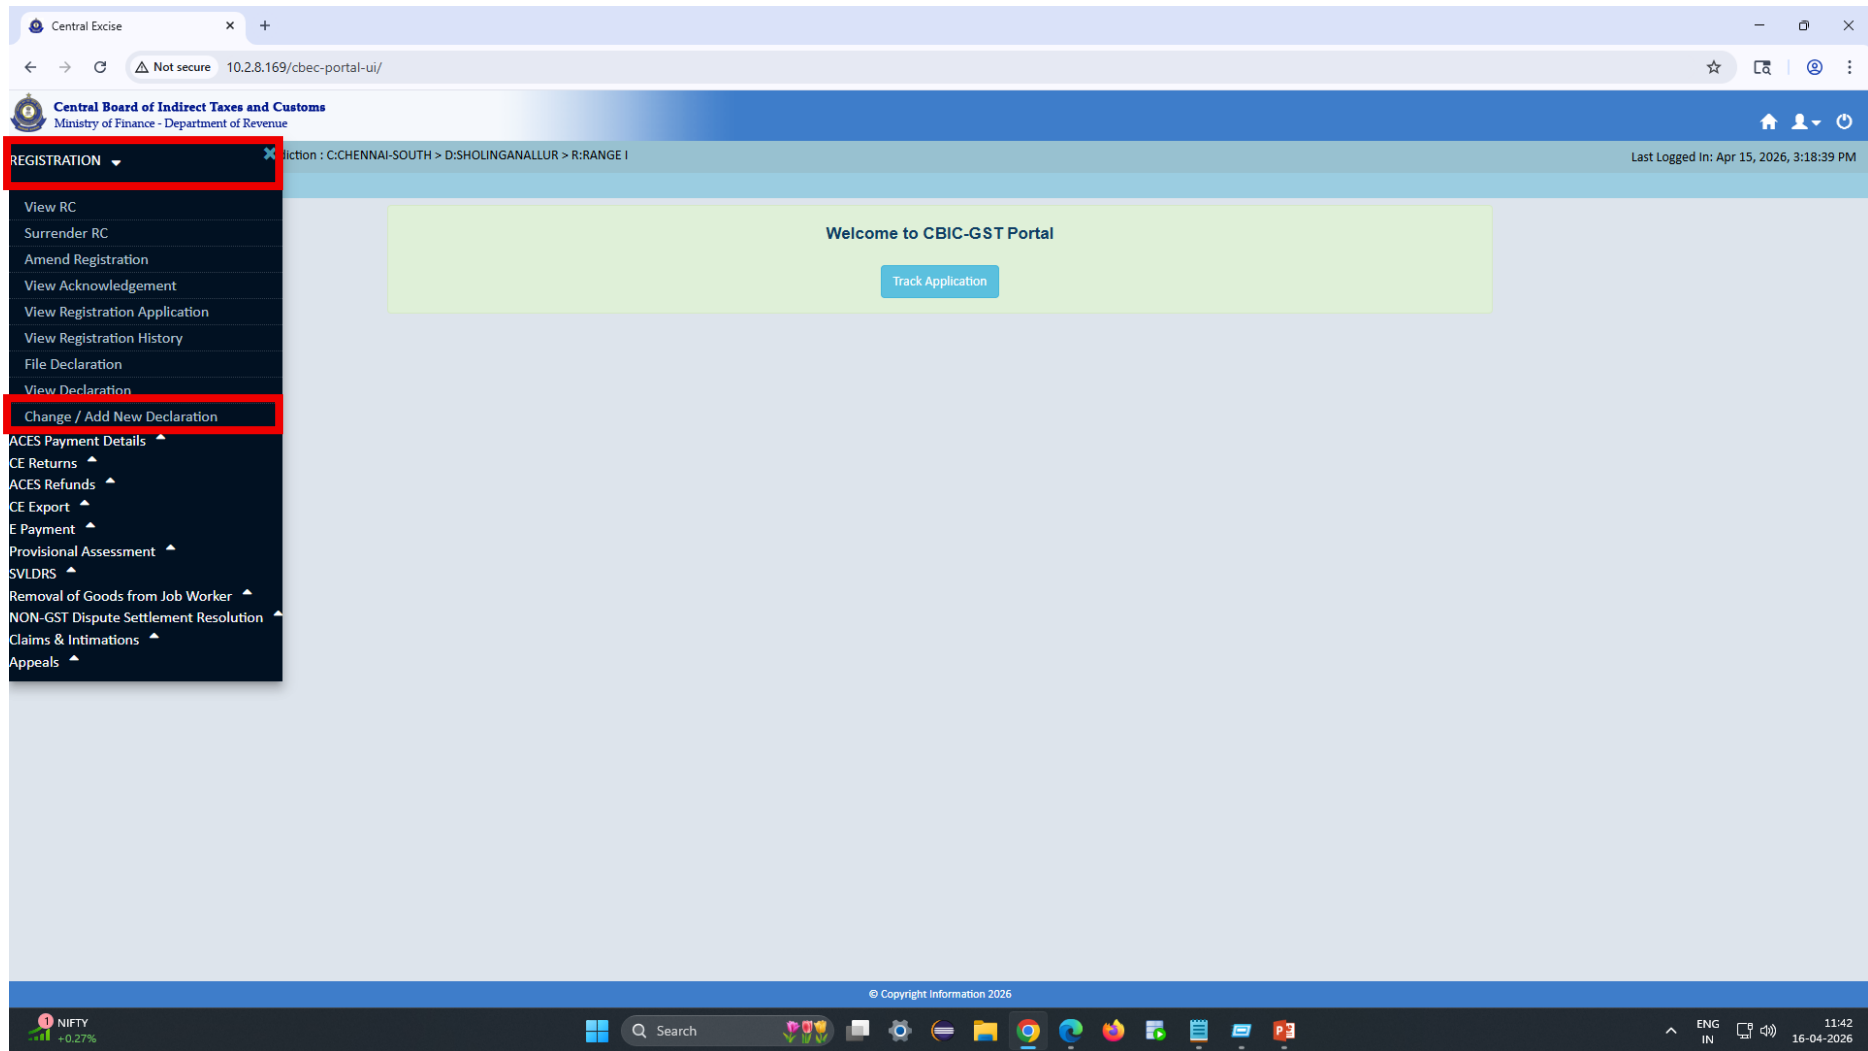 Central Excise
Not secure 10.2.8.169/cbec-portal-ui/
Central Board of Indirect Taxes and Customs
Ministry of Finance - Department of Revenue
REGISTRATION
diction : C:CHENNAI-SOUTH > D:SHOLINGANALLUR > R:RANGE I
Last Logged In: Apr 15, 2026, 3:18:39 PM
View RC
Surrender RC
Amend Registration
View Acknowledgement
View Registration Application
View Registration History
File Declaration
View Declaration
Change / Add New Declaration
ACES Payment Details
CE Returns
ACES Refunds
CE Export
E Payment
Provisional Assessment
SVLDRS
Removal of Goods from Job Worker
NON-GST Dispute Settlement Resolution
Claims & Intimations
Appeals
Welcome to CBIC-GST Portal
Track Application
© Copyright Information 2026
1
NIFTY
+0.27%
Search
ENG
IN
11:42
16-04-2026